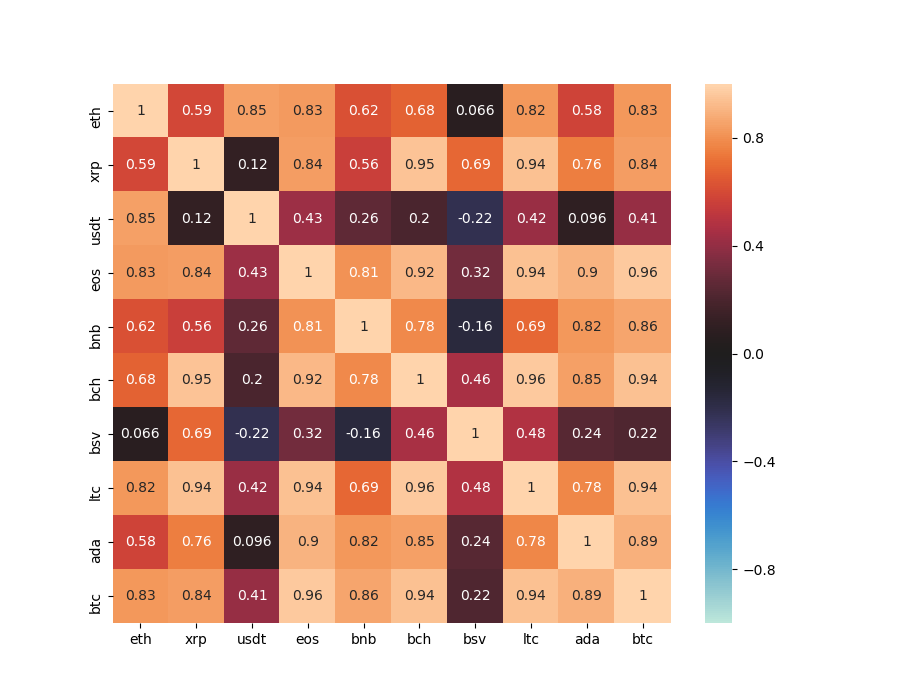 eth 1 0.59 0.85 0.83 0.62 0.68 0.066 0.82 0.58 0.83
xrp 0.59 1 0.12 0.84 0.56 0.95 0.69 0.94 0.76 0.84
usdt 0.85 0.12 1 0.43 0.26 0.2 -0.22 0.42 0.096 0.41
eos 0.83 0.84 0.43 1 0.81 0.92 0.32 0.94 0.9 0.96
bnb 0.62 0.56 0.26 0.81 1 0.78 -0.16 0.69 0.82 0.86
bch 0.68 0.95 0.2 0.92 0.78 1 0.46 0.96 0.85 0.94
bsv 0.066 0.69 -0.22 0.32 -0.16 0.46 1 0.48 0.24 0.22
ltc 0.82 0.94 0.42 0.94 0.69 0.96 0.48 1 0.78 0.94
ada 0.58 0.76 0.096 0.9 0.82 0.85 0.24 0.78 1 0.89
btc 0.83 0.84 0.41 0.96 0.86 0.94 0.22 0.94 0.89 1
eth xrp usdt eos bnb bch bsv ltc ada btc
0.8
0.4
0.0
−0.4
−0.8